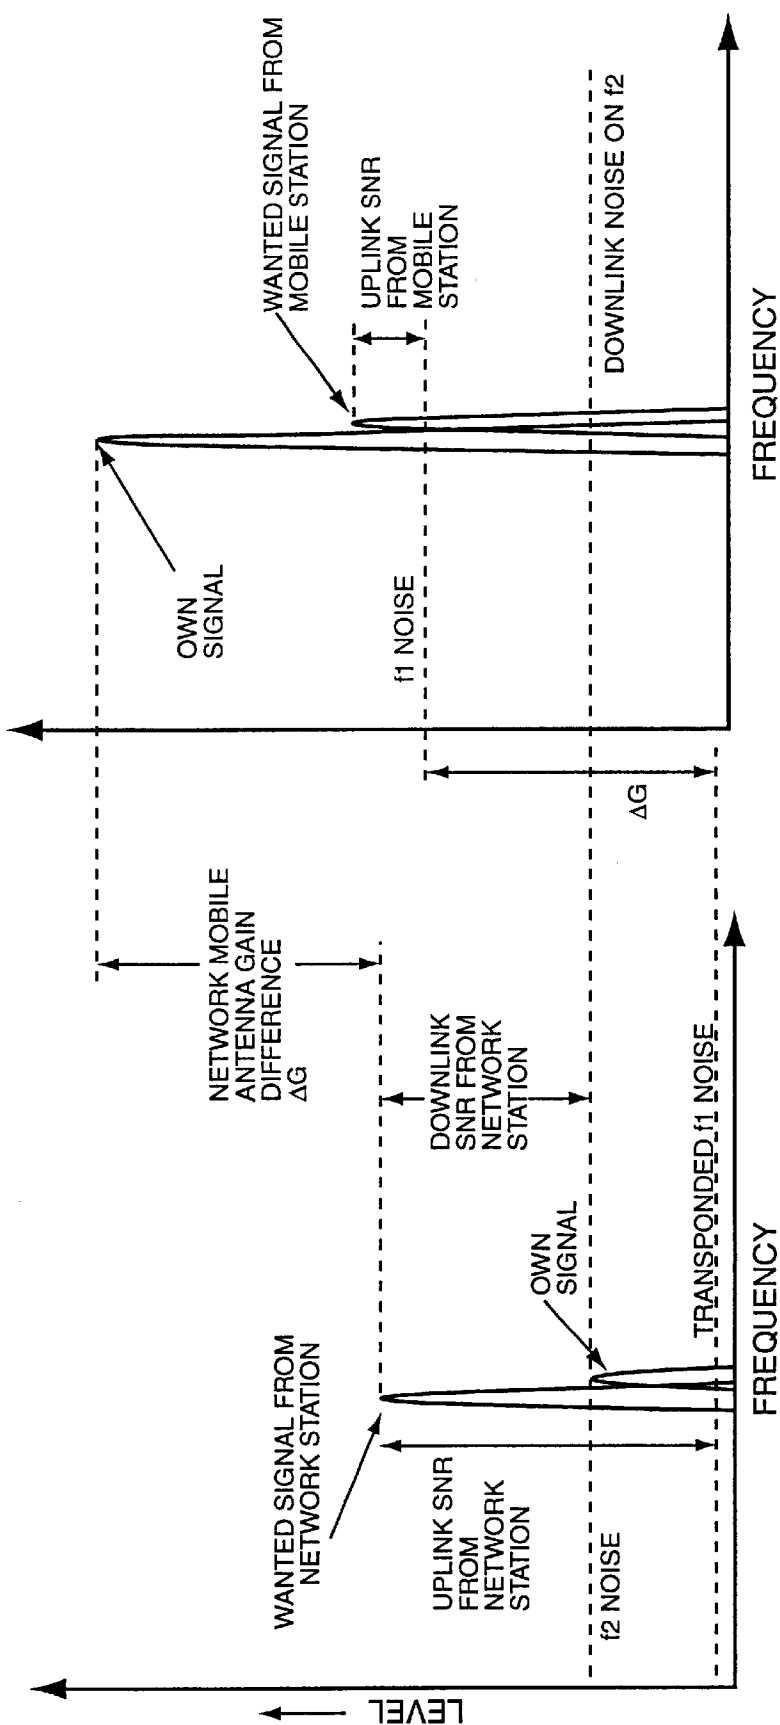 LEVEL
WANTED SIGNAL FROM
NETWORK STATION
UPLINK SNR
FROM
NETWORK
STATION
f2 NOISE
OWN
SIGNAL
TRANSPONDED f1 NOISE
FREQUENCY
DOWNLINK
SNR FROM
NETWORK
STATION
NETWORK MOBILE
ANTENNA GAIN
DIFFERENCE
ΔG
ΔG
OWN
SIGNAL
f1 NOISE
WANTED SIGNAL FROM
MOBILE STATION
UPLINK SNR
FROM
MOBILE
STATION
DOWNLINK NOISE ON f2
FREQUENCY